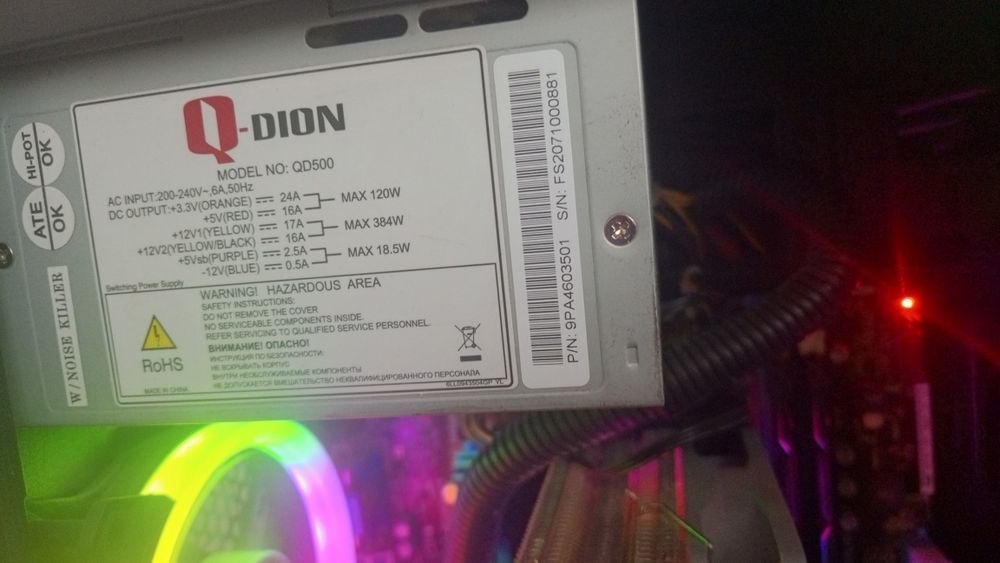 Q-DION
MODEL NO: QD500
AC INPUT:200-240V~,6A,50Hz
DC OUTPUT:+3.3V(ORANGE) 24A MAX 120W
+5V(RED) 16A
+12V1(YELLOW) 17A MAX 384W
+12V2(YELLOW/BLACK) 16A
+5Vsb(PURPLE) 2.5A MAX 18.5W
-12V(BLUE) 0.5A
Switching Power Supply
WARNING! HAZARDOUS AREA
SAFETY INSTRUCTIONS:
DO NOT REMOVE THE COVER
NO SERVICEABLE COMPONENTS INSIDE.
REFER SERVICING TO QUALIFIED SERVICE PERSONNEL.
ВНИМАНИЕ! ОПАСНО!
ИНСТРУКЦИЯ ПО БЕЗОПАСНОСТИ:
НЕ ВСКРЫВАТЬ КОРПУС
ВНУТРИ НЕОБСЛУЖИВАЕМЫЕ КОМПОНЕНТЫ
НЕ ДОПУСКАЕТСЯ ВМЕШАТЕЛЬСТВО НЕКВАЛИФИЦИРОВАННОГО ПЕРСОНАЛА
RoHS
MADE IN CHINA
HI-POT
OK
ATE
OK
W/NOISE KILLER
P/N: 9PA4603501 S/N: FS2071000881